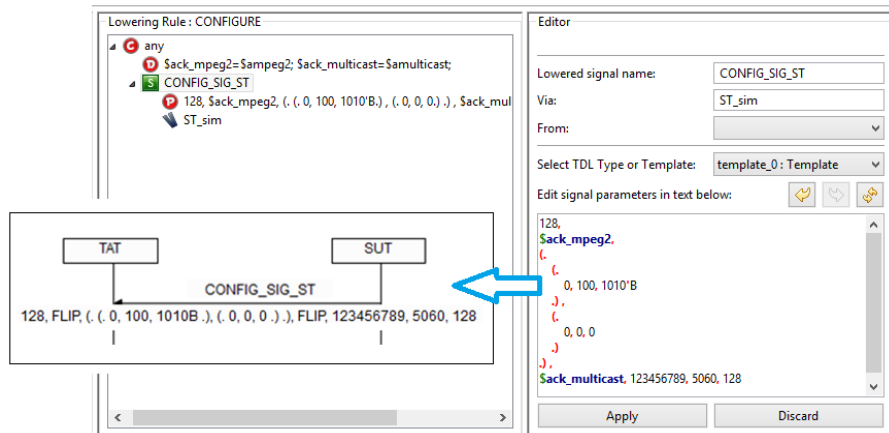 Lowering Rule : CONFIGURE
any
$ack_mpeg2=$ampeg2; $ack_multicast=$amulticast;
CONFIG_SIG_ST
128, $ack_mpeg2, (. (. 0, 100, 1010'B.) , (. 0, 0, 0.) .) , $ack_mul
ST_sim
TAT
SUT
CONFIG_SIG_ST
128, FLIP, (. (. 0, 100, 1010B .), (. 0, 0, 0 .) .), FLIP, 123456789, 5060, 128
Editor
Lowered signal name: CONFIG_SIG_ST
Via: ST_sim
From:
Select TDL Type or Template: template_0 : Template
Edit signal parameters in text below:
128,
$ack_mpeg2,
(.
(.
0, 100, 1010'B
.) ,
(.
0, 0, 0
.)
.) ,
$ack_multicast, 123456789, 5060, 128
Apply Discard